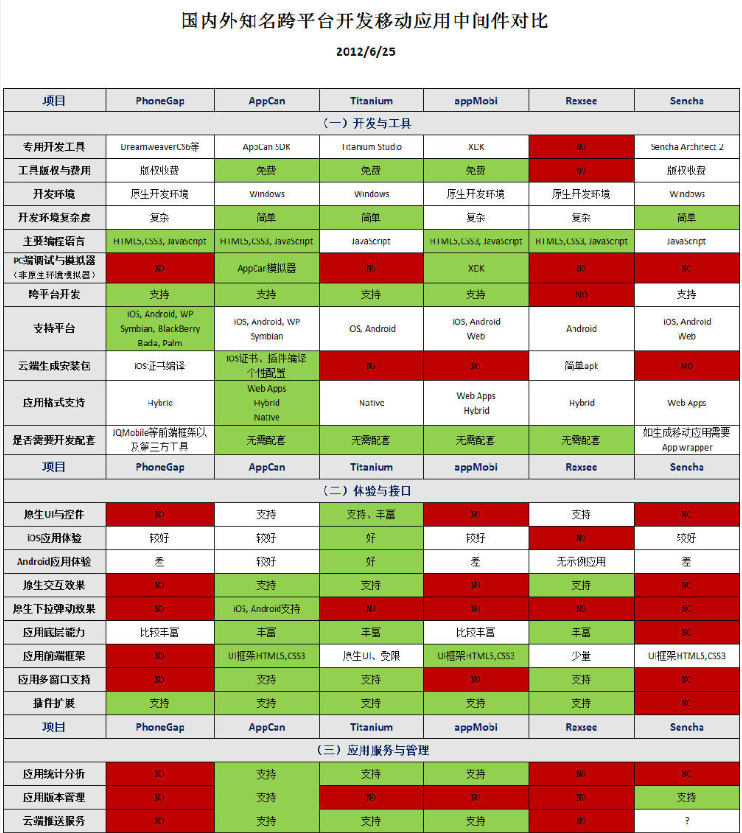 国内外知名跨平台开发移动应用中间件对比
2012/6/25
项目 PhoneGap AppCan Titanium appMobi Rexsee Sencha
（一）开发与工具
专用开发工具 DreamweaverCS6等 AppCan SDK Titanium Studio XDK NO Sencha Architect 2
工具版权与费用 版权收费 免费 免费 免费 NO 版权收费
开发环境 原生开发环境 Windows Windows 原生开发环境 原生开发环境 Windows
开发环境复杂度 复杂 简单 简单 复杂 复杂 简单
主要编程语言 HTML5,CSS3, JavaScript HTML5,CSS3, JavaScript JavaScript HTML5,CSS3, JavaScript HTML5,CSS3, JavaScript JavaScript
PC端调试与模拟器
（非原生环境模拟器） NO AppCan模拟器 NO XDK NO NO
跨平台开发 支持 支持 支持 支持 NO 支持
支持平台 iOS, Android, WP
Symbian, BlackBerry
Bada, Palm iOS, Android, WP
Symbian OS, Android iOS, Android
Web Android iOS, Android
Web
云端生成安装包 iOS证书编译 iOS证书、插件编译
个性配置 NO NO 简单apk NO
应用格式支持 Hybrid Web Apps
Hybrid
Native Native Web Apps
Hybrid Hybrid Web Apps
是否需要开发配套 JQMobile等前端框架以
及第三方工具 无需配套 无需配套 无需配套 无需配套 如生成移动应用需要
App wrapper
项目 PhoneGap AppCan Titanium appMobi Rexsee Sencha
（二）体验与接口
原生UI与控件 NO 支持 支持、丰富 NO 支持 NO
iOS应用体验 较好 较好 好 较好 NO 较好
Android应用体验 差 较好 好 差 无示例应用 差
原生交互效果 NO 支持 支持 NO 支持 NO
原生下拉弹动效果 NO iOS, Android支持 NO NO NO NO
应用底层能力 比较丰富 丰富 丰富 比较丰富 丰富 NO
应用前端框架 NO UI框架HTML5,CSS3 原生UI、受限 UI框架HTML5,CSS3 少量 UI框架HTML5,CSS3
应用多窗口支持 NO 支持 支持 NO 支持 NO
插件扩展 支持 支持 支持 支持 支持 NO
项目 PhoneGap AppCan Titanium appMobi Rexsee Sencha
（三）应用服务与管理
应用统计分析 NO 支持 支持 支持 NO NO
应用版本管理 NO 支持 NO NO NO 支持
云端推送服务 NO 支持 支持 支持 NO ?